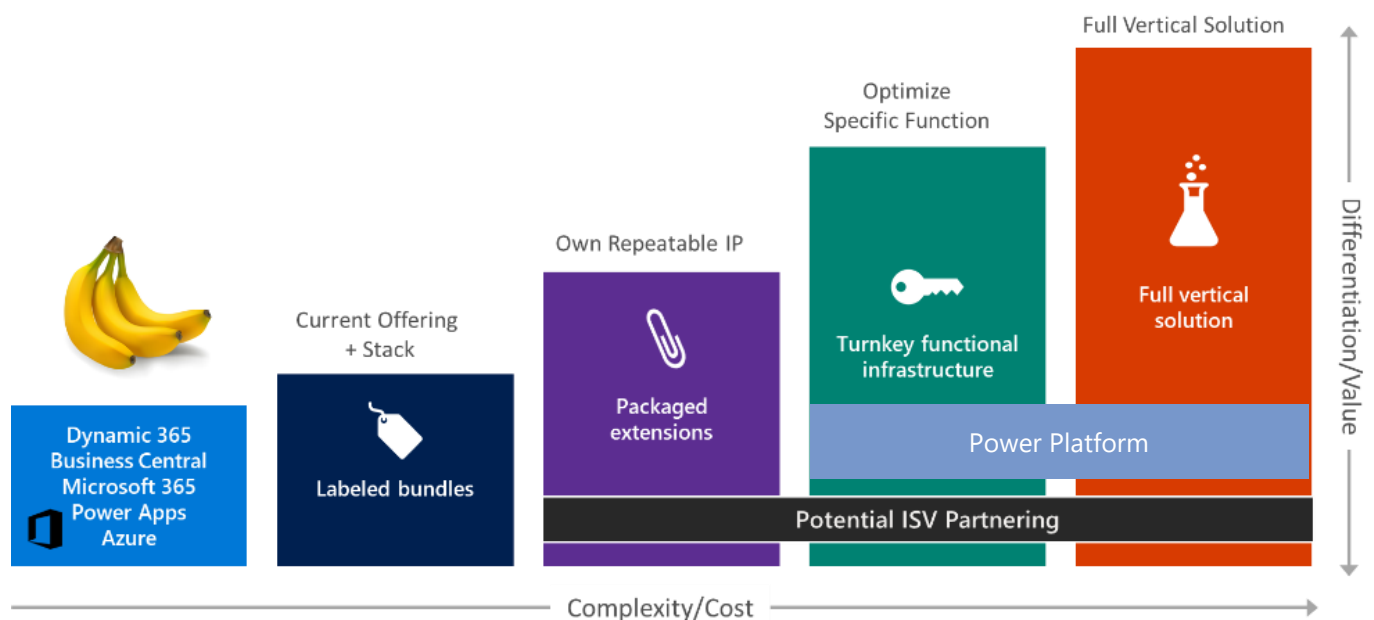 Full Vertical Solution
Optimize
Specific Function
Own Repeatable IP
Current Offering
+ Stack
Dynamic 365
Business Central
Microsoft 365
Power Apps
Azure
Labeled bundles
Packaged
extensions
Turnkey functional
infrastructure
Full vertical
solution
Power Platform
Potential ISV Partnering
Differentiation/Value
Complexity/Cost